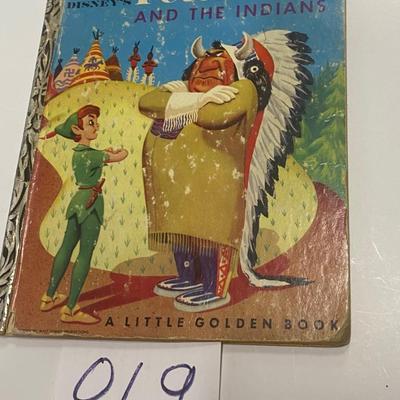 DISNEY'S
AND THE INDIANS
A LITTLE GOLDEN BOOK
019